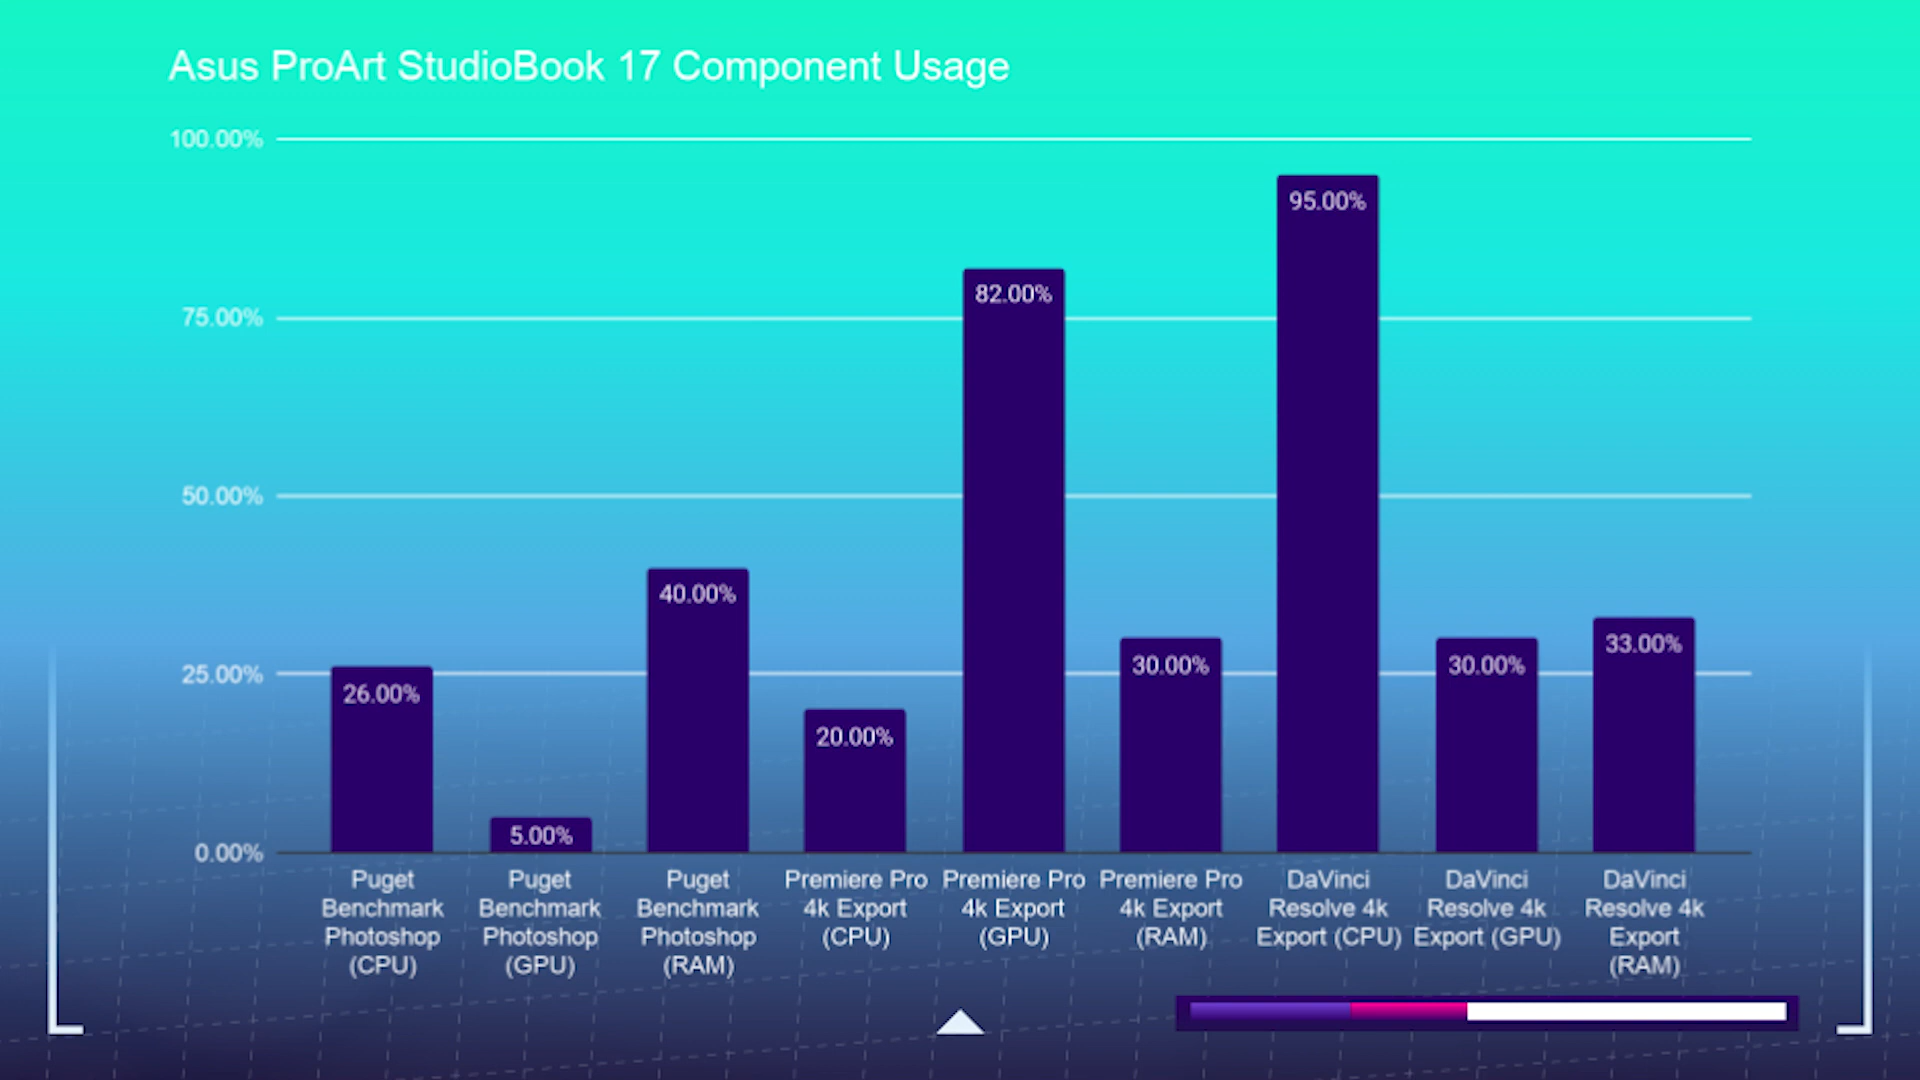 Asus ProArt StudioBook 17 Component Usage
100.00%
75.00%
50.00%
25.00%
0.00%
26.00%
5.00%
40.00%
20.00%
82.00%
30.00%
95.00%
30.00%
33.00%
Puget
Benchmark
Photoshop
(CPU)
Puget
Benchmark
Photoshop
(GPU)
Puget
Benchmark
Photoshop
(RAM)
Premiere Pro
4k Export
(CPU)
Premiere Pro
4k Export
(GPU)
Premiere Pro
4k Export
(RAM)
DaVinci
Resolve 4k
Export (CPU)
DaVinci
Resolve 4k
Export (GPU)
DaVinci
Resolve 4k
Export
(RAM)